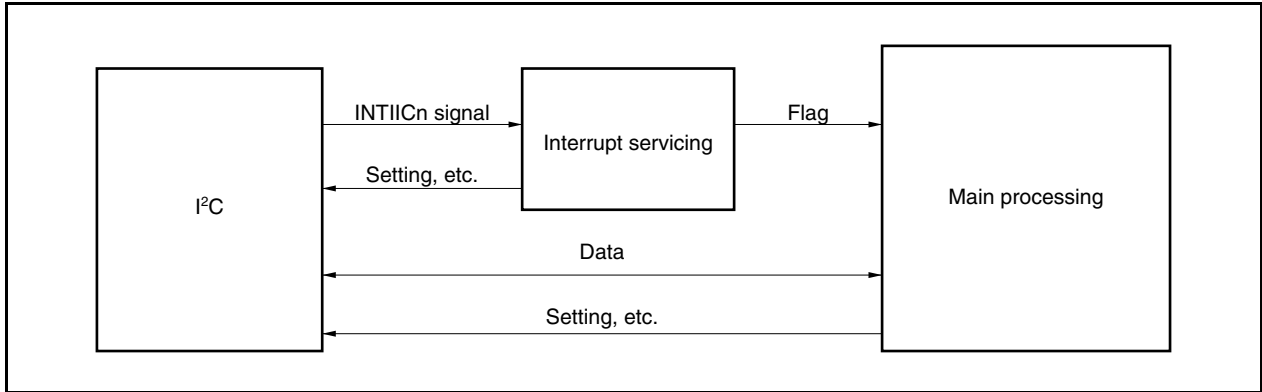 INTIICn signal
Flag
Interrupt servicing
Setting, etc.
I²C
Main processing
Data
Setting, etc.